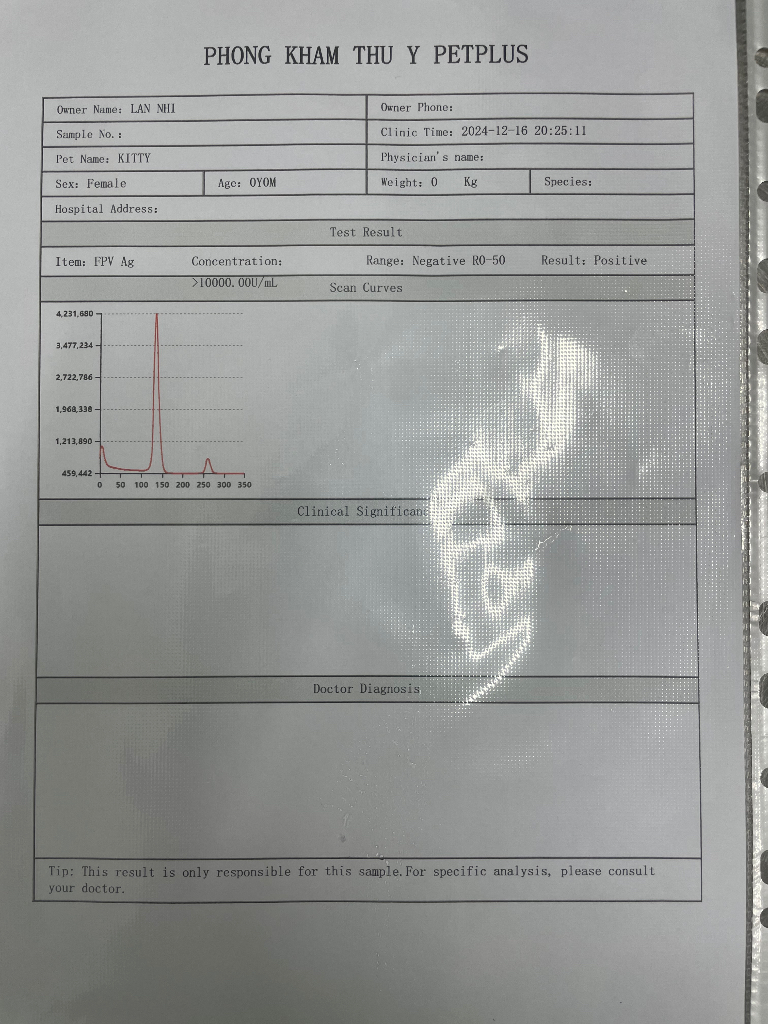 PHONG KHAM THU Y PETPLUS
Owner Name: LAN NHI Owner Phone:
Sample No.: Clinic Time: 2024-12-16 20:25:11
Pet Name: KITTY Physician's name:
Sex: Female Age: 0Y0M Weight: 0 Kg Species:
Hospital Address:
Test Result
Item: FPV Ag Concentration: Range: Negative R0-50 Result: Positive
>10000.00U/mL
Scan Curves
4,231,680
3,477,234
2,722,786
1,968,338
1,213,890
459,442
0 50 100 150 200 250 300 350
Clinical
Doctor Diagnosis
Tip: This result is only responsible for this sample.For specific analysis, please consult
your doctor.